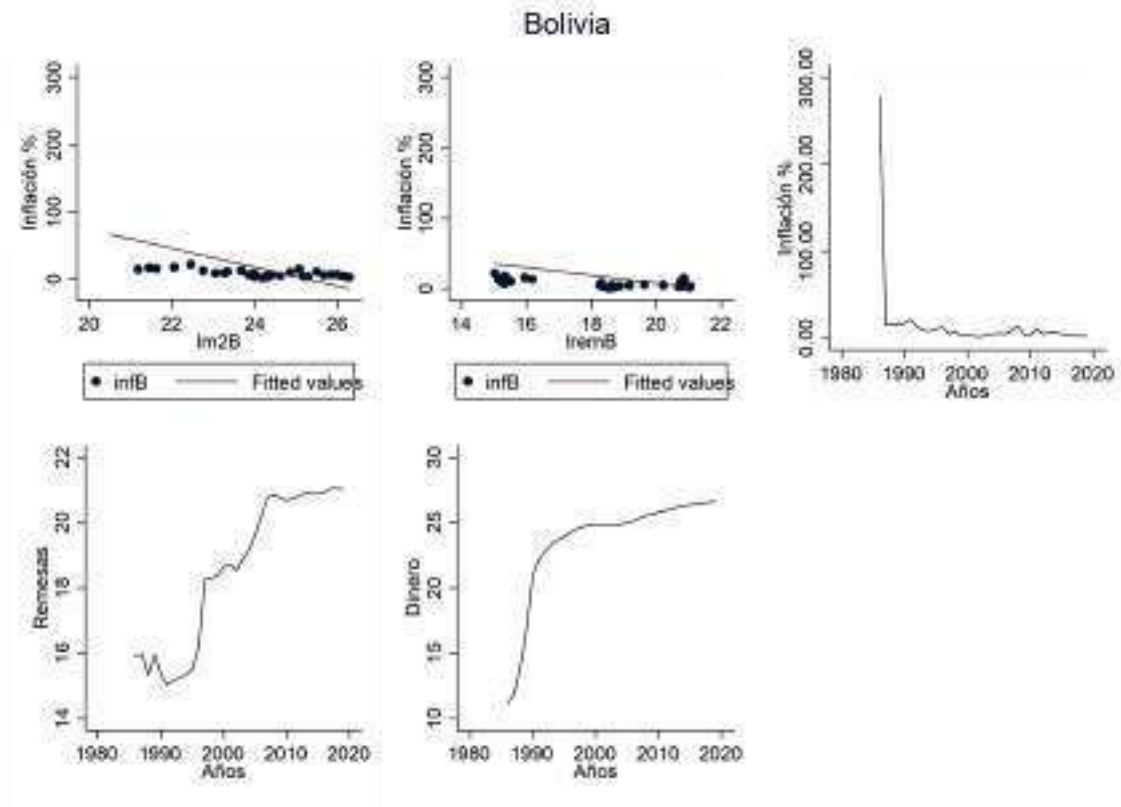 Bolivia
Inflación %
300
200
100
0
20 22 24 26
lm2B
infB Fitted values
Inflación %
300
200
100
0
14 16 18 20 22
lremB
infB Fitted values
Inflación %
300.00
200.00
100.00
0.00
1980 1990 2000 2010 2020
Años
Remesas
22
20
18
16
14
1980 1990 2000 2010 2020
Años
Dinero
30
25
20
15
10
1980 1990 2000 2010 2020
Años